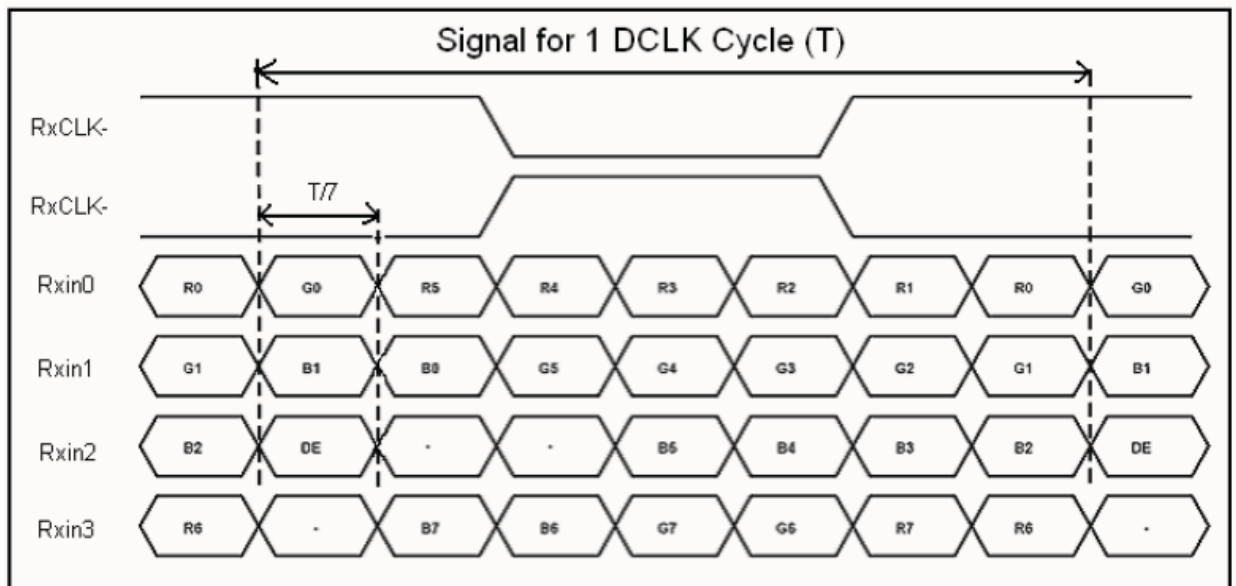 Signal for 1 DCLK Cycle (T)
RxCLK-
T/7
RxCLK-
Rxin0 R0 G0 R5 R4 R3 R2 R1 R0 G0
Rxin1 G1 B1 B0 G5 G4 G3 G2 G1 B1
Rxin2 B2 DE - - B5 B4 B3 B2 DE
Rxin3 R6 - B7 B6 G7 G6 R7 R6 -